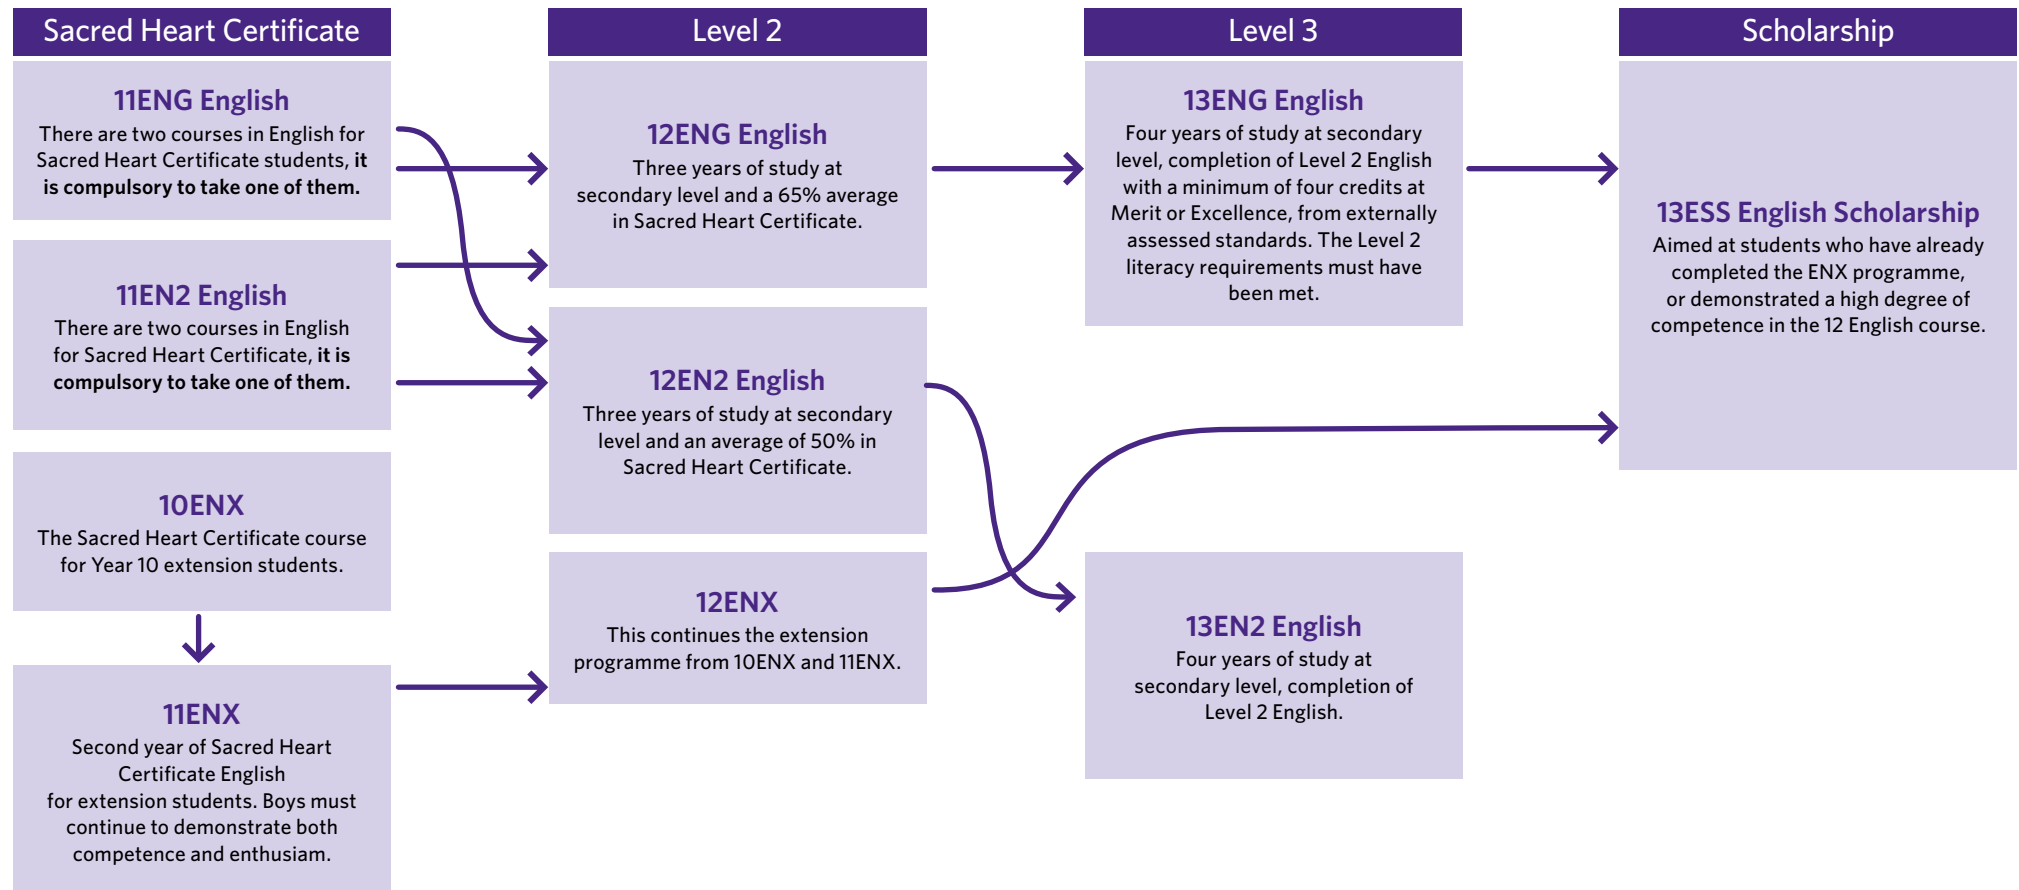 Sacred Heart Certificate
11ENG English
There are two courses in English for
Sacred Heart Certificate students, it
is compulsory to take one of them.
11EN2 English
There are two courses in English
for Sacred Heart Certificate, it is
compulsory to take one of them.
10ENX
The Sacred Heart Certificate course
for Year 10 extension students.
11ENX
Second year of Sacred Heart
Certificate English
for extension students. Boys must
continue to demonstrate both
competence and enthusiam.
Level 2
12ENG English
Three years of study at
secondary level and a 65% average
in Sacred Heart Certificate.
12EN2 English
Three years of study at secondary
level and an average of 50% in
Sacred Heart Certificate.
12ENX
This continues the extension
programme from 10ENX and 11ENX.
Level 3
13ENG English
Four years of study at secondary
level, completion of Level 2 English
with a minimum of four credits at
Merit or Excellence, from externally
assessed standards. The Level 2
literacy requirements must have
been met.
13EN2 English
Four years of study at
secondary level, completion of
Level 2 English.
Scholarship
13ESS English Scholarship
Aimed at students who have already
completed the ENX programme,
or demonstrated a high degree of
competence in the 12 English course.